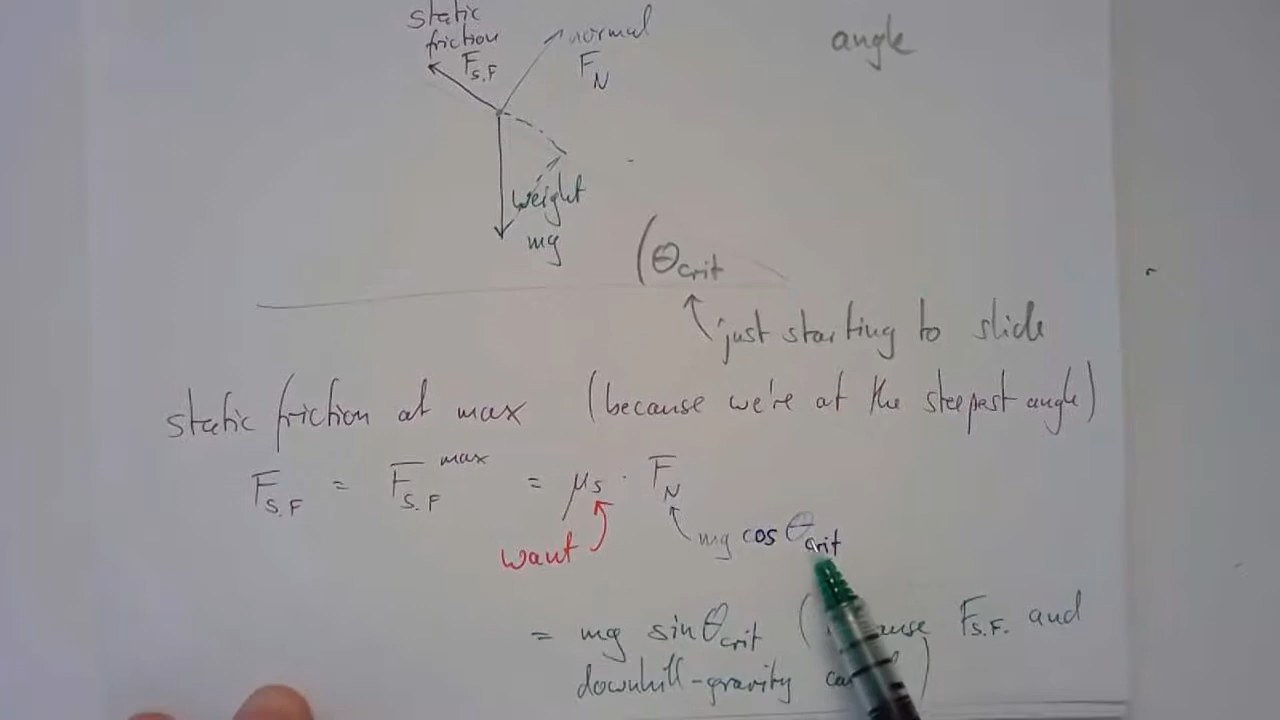 static
friction
F_S.F
normal
F_N
angle
weight
mg
(θ_crit
just starting to slide
static friction at max (because we're at the steepest angle)
F_S.F = F_S.F^max = μ_s · F_N
want
mg cos θ_crit
= mg sin θ_crit ( F_S.F. and
downhill-gravity )